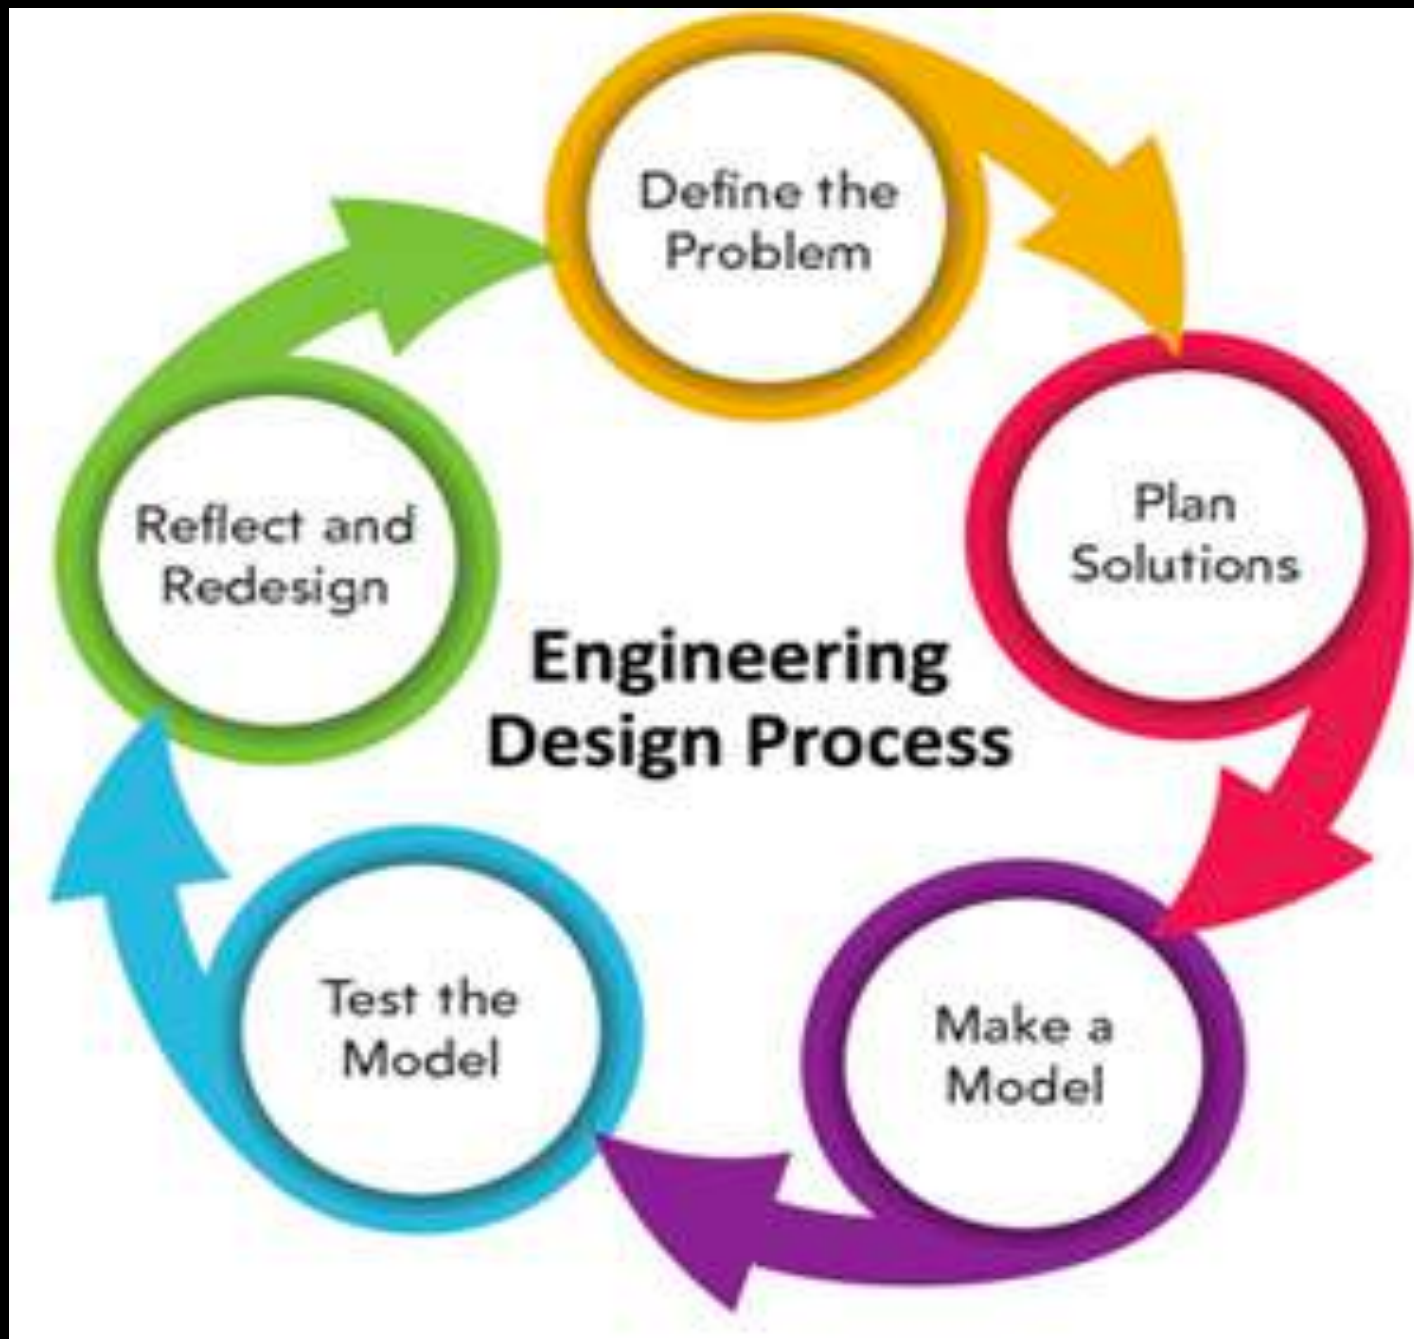 Define the
Problem
Plan
Solutions
Make a
Model
Test the
Model
Reflect and
Redesign
Engineering
Design Process